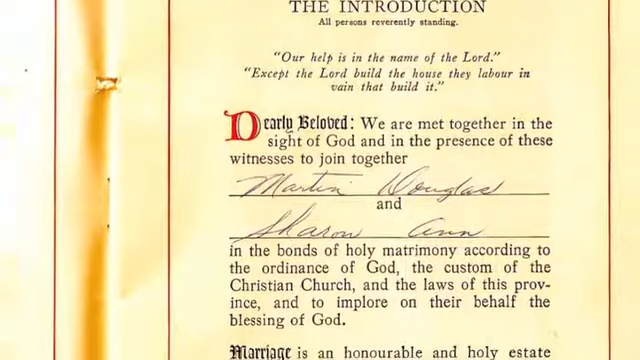 THE INTRODUCTION
All persons reverently standing.
"Our help is in the name of the Lord."
"Except the Lord build the house they labour in
vain that build it."
Dearly Beloved: We are met together in the
sight of God and in the presence of these
witnesses to join together
Martin Douglas
and
Sharon Ann
in the bonds of holy matrimony according to
the ordinance of God, the custom of the
Christian Church, and the laws of this prov-
ince, and to implore on their behalf the
blessing of God.
Marriage is an honourable and holy estate